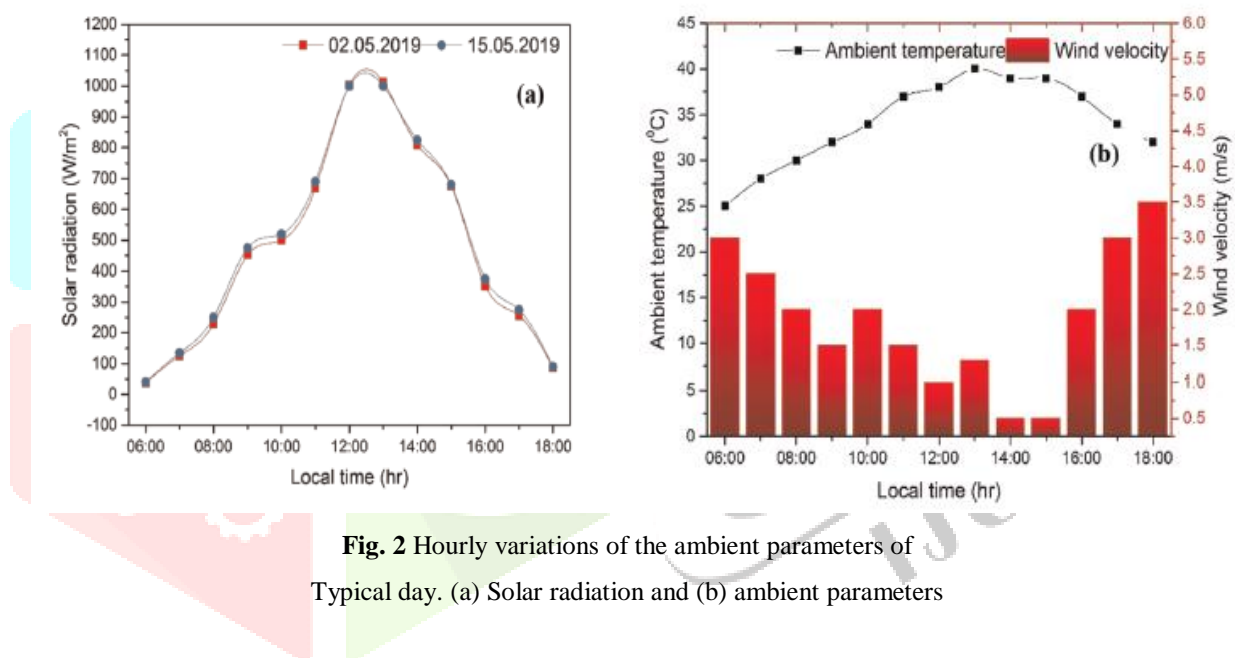 1200
1100
1000
900
800
700
600
500
400
300
200
100
0
-100
Solar radiation (W/m²)
02.05.2019
15.05.2019
(a)
06:00 08:00 10:00 12:00 14:00 16:00 18:00
Local time (hr)
45
40
35
30
25
20
15
10
5
0
Ambient temperature (°C)
Ambient temperature
Wind velocity
(b)
6.0
5.5
5.0
4.5
4.0
3.5
3.0
2.5
2.0
1.5
1.0
0.5
Wind velocity (m/s)
06:00 08:00 10:00 12:00 14:00 16:00 18:00
Local time (hr)
Fig. 2 Hourly variations of the ambient parameters of
Typical day. (a) Solar radiation and (b) ambient parameters